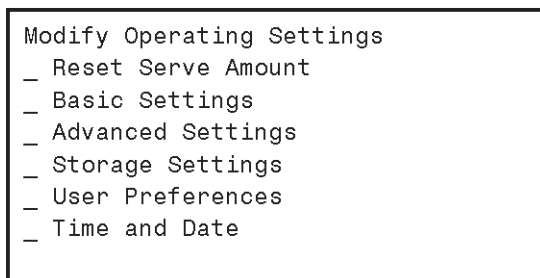 Modify Operating Settings
_ Reset Serve Amount
_ Basic Settings
_ Advanced Settings
_ Storage Settings
_ User Preferences
_ Time and Date